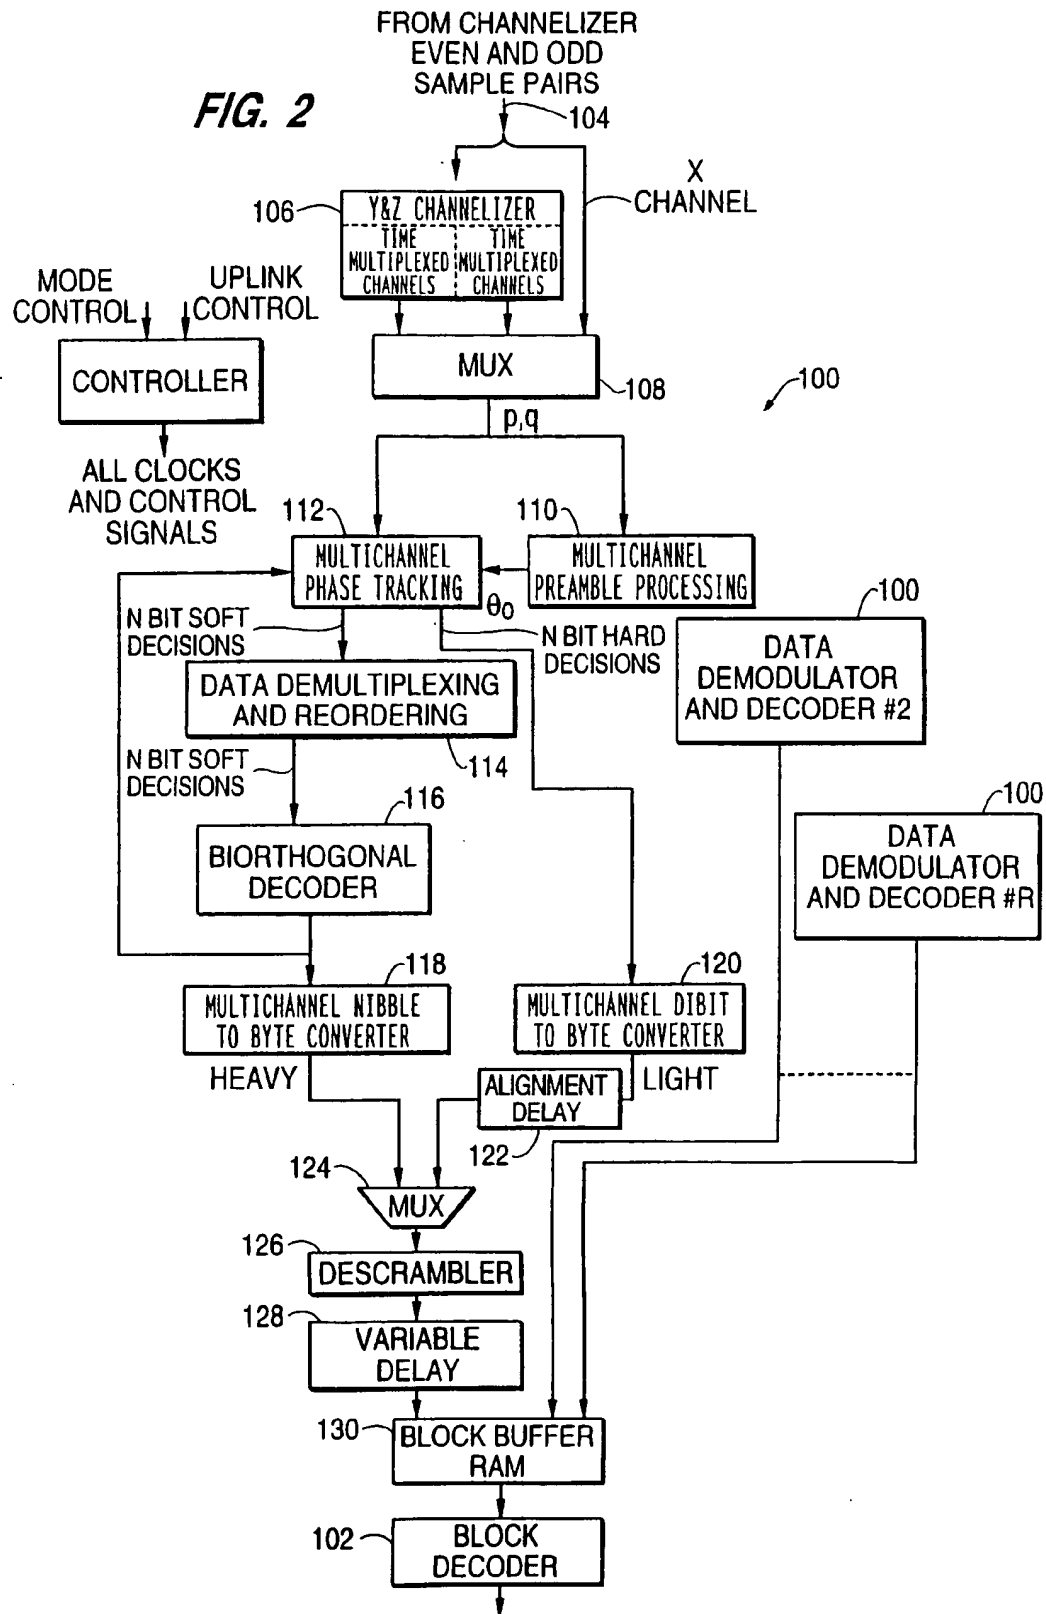 FROM CHANNELIZER
EVEN AND ODD
SAMPLE PAIRS
FIG. 2
104
X
CHANNEL
106
Y&Z CHANNELIZER
TIME
MULTIPLEXED
CHANNELS
TIME
MULTIPLEXED
CHANNELS
MODE
CONTROL
UPLINK
CONTROL
CONTROLLER
MUX
108
100
p,q
ALL CLOCKS
AND CONTROL
SIGNALS
112
110
MULTICHANNEL
PHASE TRACKING
MULTICHANNEL
PREAMBLE PROCESSING
θo
N BIT SOFT
DECISIONS
N BIT HARD
DECISIONS
100
DATA
DEMODULATOR
AND DECODER #2
DATA DEMULTIPLEXING
AND REORDERING
114
N BIT SOFT
DECISIONS
116
BIORTHOGONAL
DECODER
100
DATA
DEMODULATOR
AND DECODER #R
118
120
MULTICHANNEL NIBBLE
TO BYTE CONVERTER
MULTICHANNEL DIBIT
TO BYTE CONVERTER
HEAVY
ALIGNMENT
DELAY
LIGHT
122
124
MUX
126
DESCRAMBLER
128
VARIABLE
DELAY
130
BLOCK BUFFER
RAM
102
BLOCK
DECODER